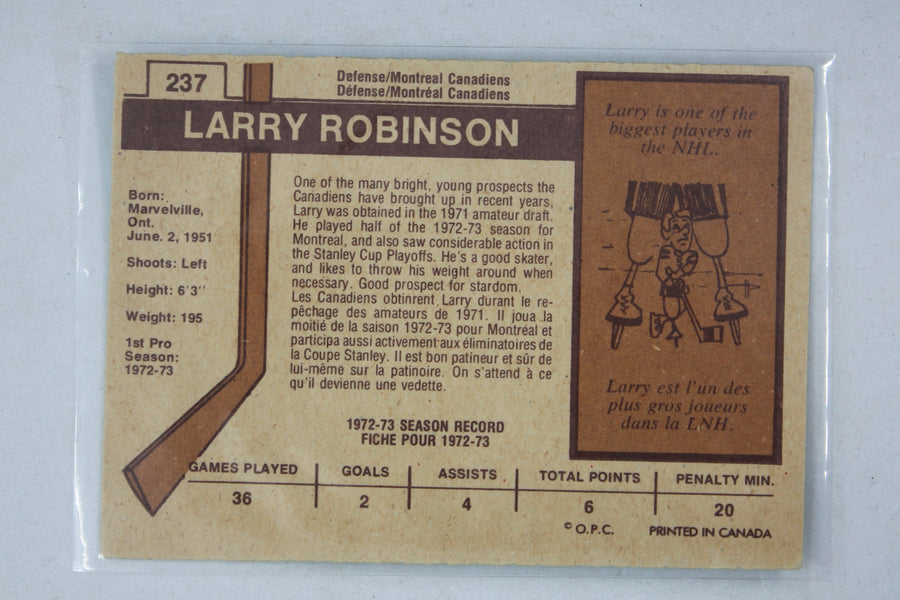 237
Defense/Montreal Canadiens
Défense/Montréal Canadiens
LARRY ROBINSON
Born:
Marvelville,
Ont.
June. 2, 1951
Shoots: Left
Height: 6'3"
Weight: 195
1st Pro
Season:
1972-73
One of the many bright, young prospects the
Canadiens have brought up in recent years,
Larry was obtained in the 1971 amateur draft.
He played half of the 1972-73 season for
Montreal, and also saw considerable action in
the Stanley Cup Playoffs. He's a good skater,
and likes to throw his weight around when
necessary. Good prospect for stardom.
Les Canadiens obtinrent Larry durant le re-
pêchage des amateurs de 1971. Il joua la
moitié de la saison 1972-73 pour Montréal et
participa aussi activement aux éliminatoires de
la Coupe Stanley. Il est bon patineur et sûr de
lui-même sur la patinoire. On s'attend à ce
qu'il devienne une vedette.
Larry is one of the
biggest players in
the NHL.
Larry est l'un des
plus gros joueurs
dans la LNH.
1972-73 SEASON RECORD
FICHE POUR 1972-73
GAMES PLAYED GOALS ASSISTS TOTAL POINTS PENALTY MIN.
36 2 4 6 20
© O.P.C. PRINTED IN CANADA